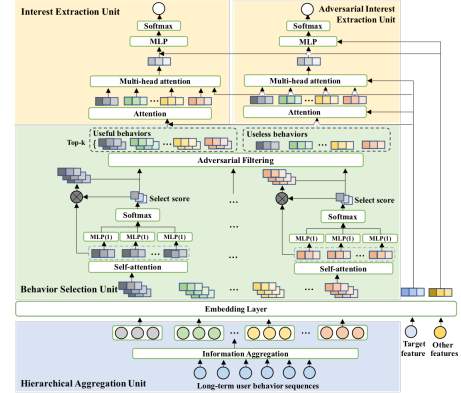 Interest Extraction Unit
Adversarial Interest
Extraction Unit
Softmax
Softmax
MLP
MLP
Multi-head attention
Multi-head attention
Attention
Attention
Top-k
Useful behaviors
Useless behaviors
Adversarial Filtering
Select score
Select score
Softmax
Softmax
MLP(1) MLP(1) MLP(1)
MLP(1) MLP(1) MLP(1)
Self-attention
Self-attention
Behavior Selection Unit
Embedding Layer
Target
feature
Other
features
Information Aggregation
Hierarchical Aggregation Unit
Long-term user behavior sequences